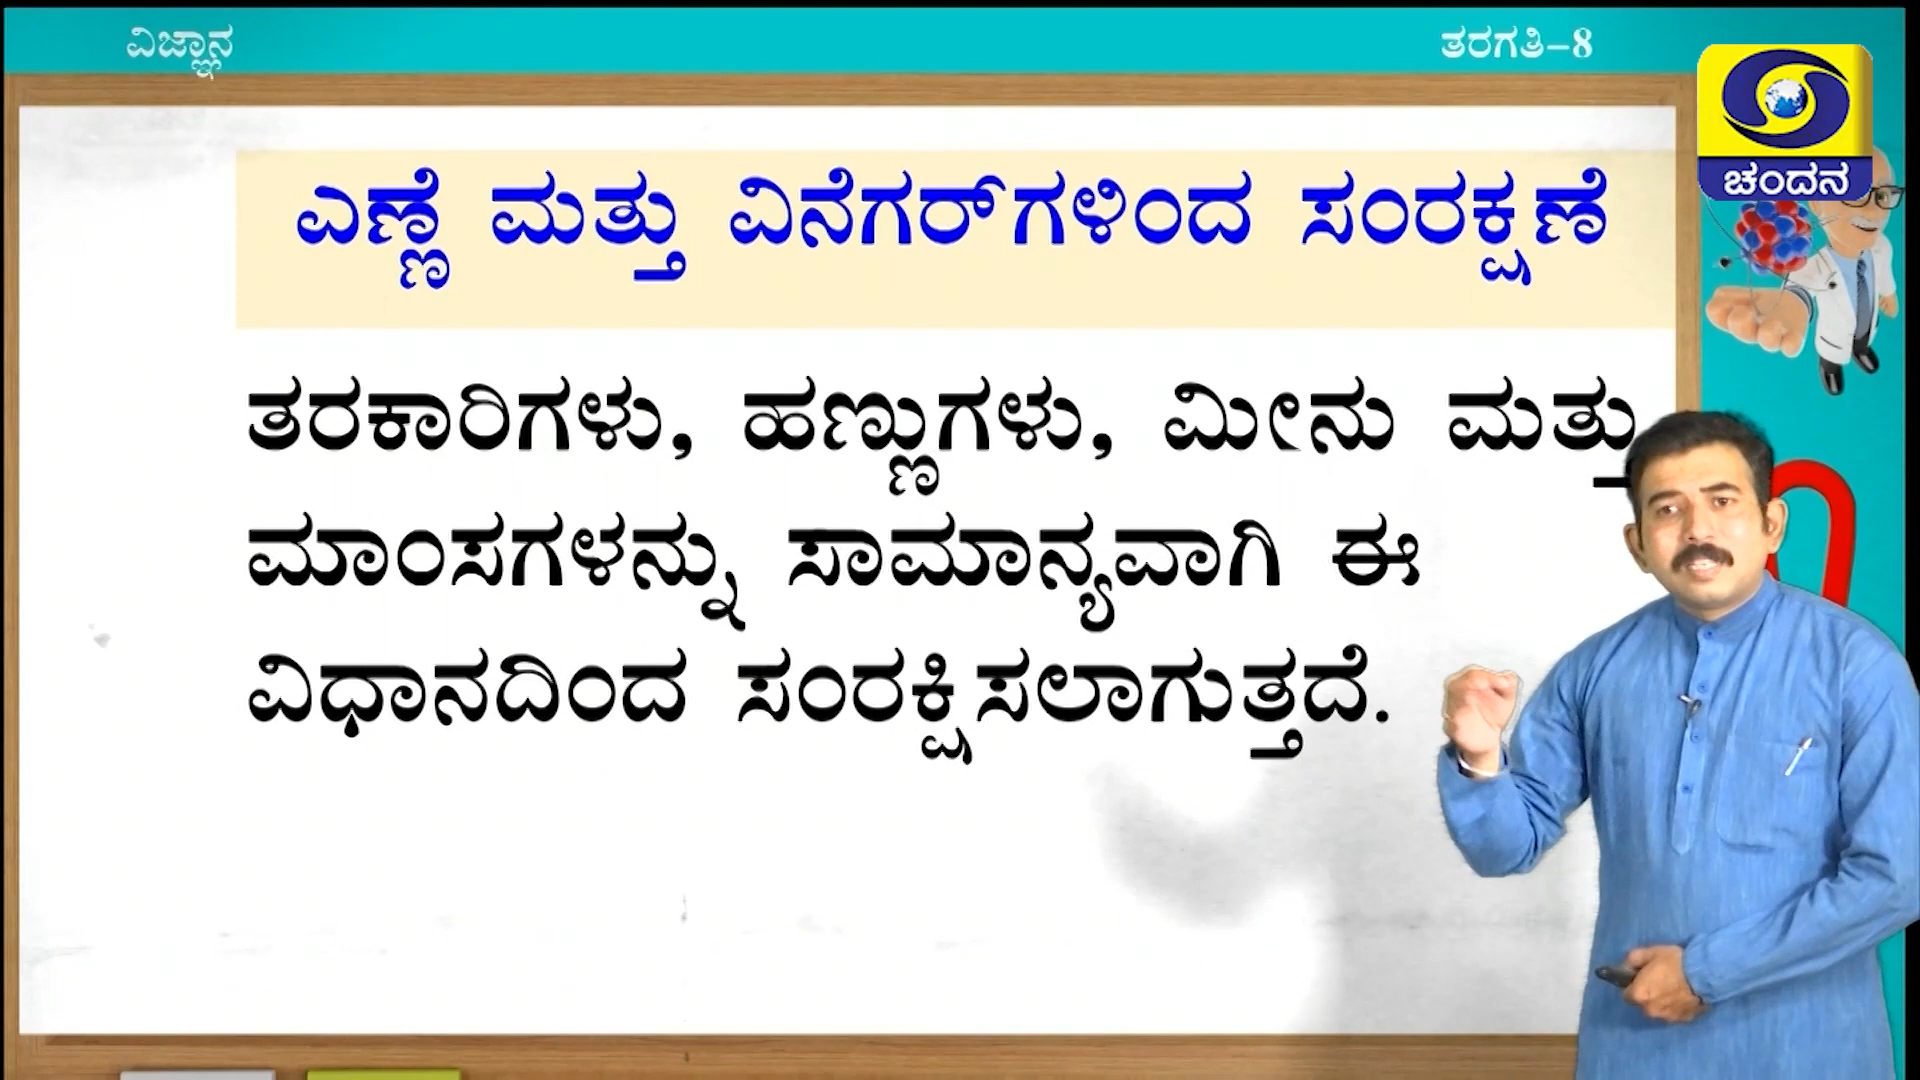 ವಿಜ್ಞಾನ
ತರಗತಿ-8
ಚಂದನ
ಎಣ್ಣೆ ಮತ್ತು ವಿನೆಗರ್‌ಗಳಿಂದ ಸಂರಕ್ಷಣೆ
ತರಕಾರಿಗಳು, ಹಣ್ಣುಗಳು, ಮೀನು ಮತ್ತು
ಮಾಂಸಗಳನ್ನು ಸಾಮಾನ್ಯವಾಗಿ ಈ
ವಿಧಾನದಿಂದ ಸಂರಕ್ಷಿಸಲಾಗುತ್ತದೆ.